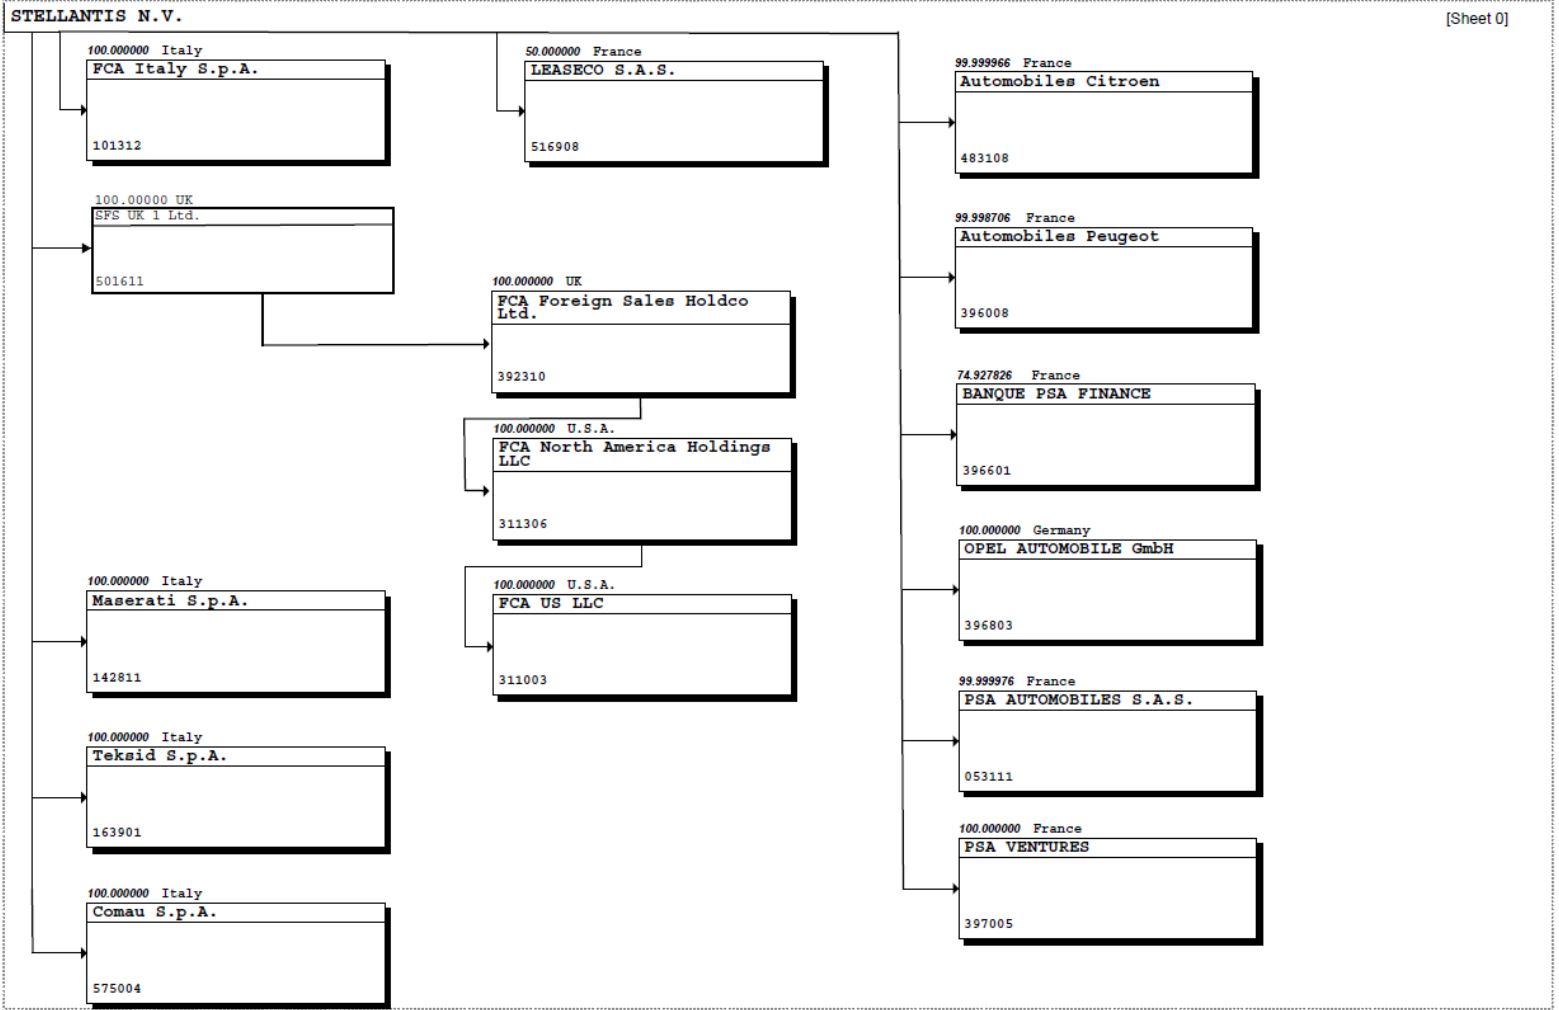 STELLANTIS N.V.
[Sheet 0]
100.000000 Italy
FCA Italy S.p.A.
101312
100.00000 UK
SFS UK 1 Ltd.
501611
100.000000 Italy
Maserati S.p.A.
142811
100.000000 Italy
Teksid S.p.A.
163901
100.000000 Italy
Comau S.p.A.
575004
50.000000 France
LEASECO S.A.S.
516908
100.000000 UK
FCA Foreign Sales Holdco
Ltd.
392310
100.000000 U.S.A.
FCA North America Holdings
LLC
311306
100.000000 U.S.A.
FCA US LLC
311003
99.999966 France
Automobiles Citroen
483108
99.998706 France
Automobiles Peugeot
396008
74.927826 France
BANQUE PSA FINANCE
396601
100.000000 Germany
OPEL AUTOMOBILE GmbH
396803
99.999976 France
PSA AUTOMOBILES S.A.S.
053111
100.000000 France
PSA VENTURES
397005